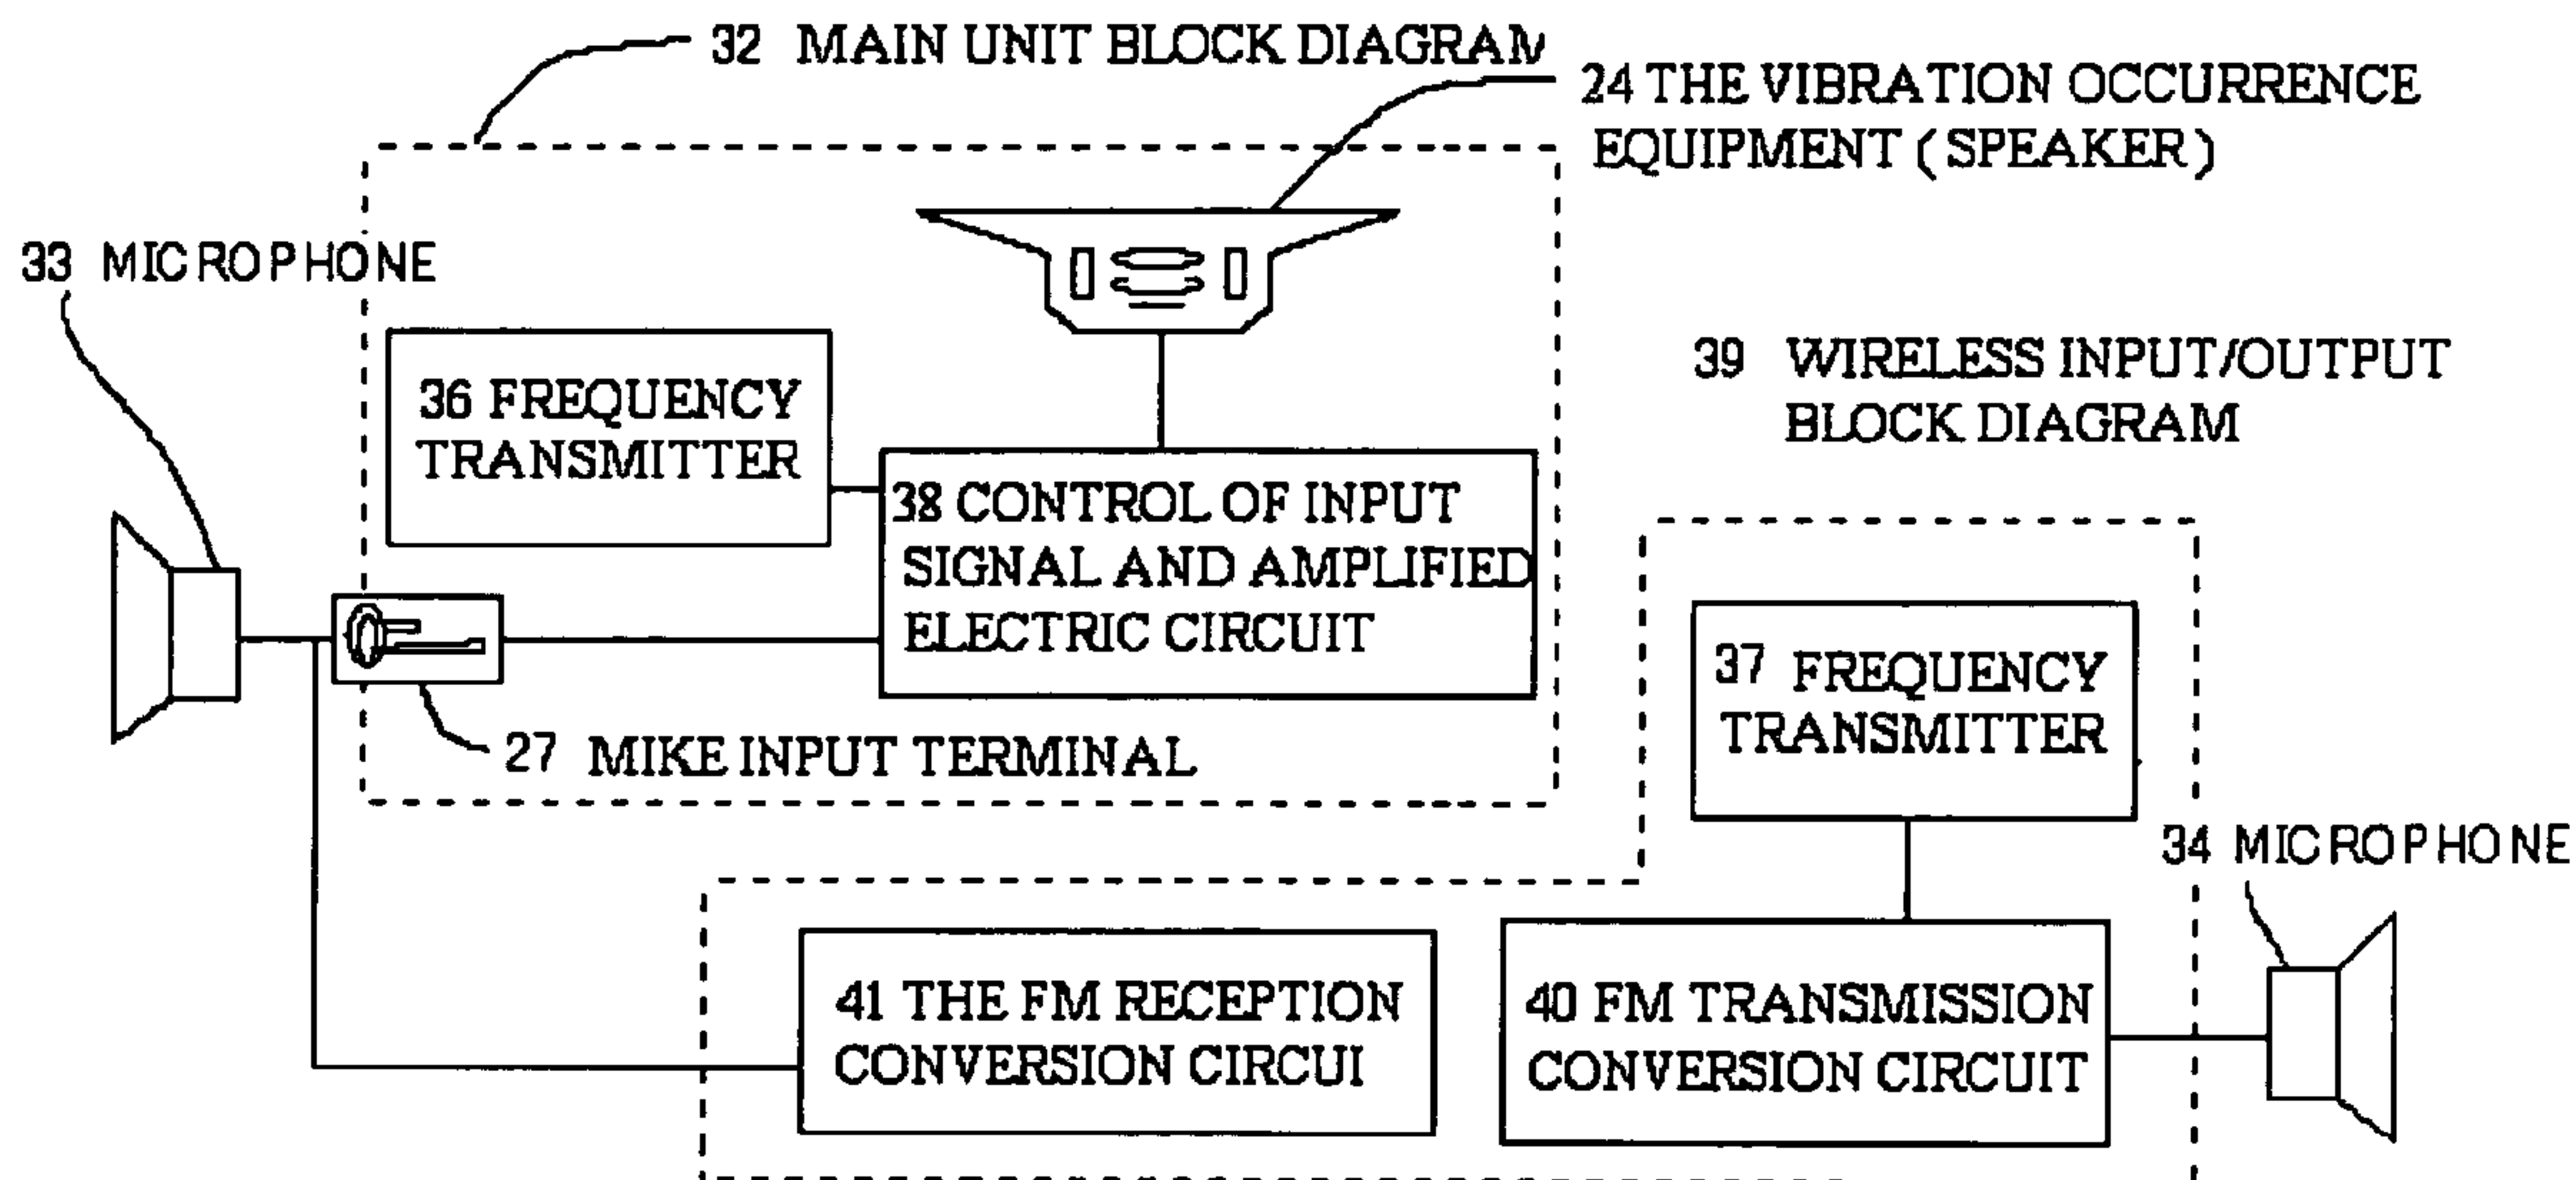 32 MAIN UNIT BLOCK DIAGRAM
24 THE VIBRATION OCCURRENCE
EQUIPMENT ( SPEAKER )
33 MICROPHONE
36 FREQUENCY
TRANSMITTER
39 WIRELESS INPUT/OUTPUT
BLOCK DIAGRAM
38 CONTROL OF INPUT
SIGNAL AND AMPLIFIED
ELECTRIC CIRCUIT
27 MIKE INPUT TERMINAL
37 FREQUENCY
TRANSMITTER
34 MICROPHONE
41 THE FM RECEPTION
CONVERSION CIRCUI
40 FM TRANSMISSION
CONVERSION CIRCUIT